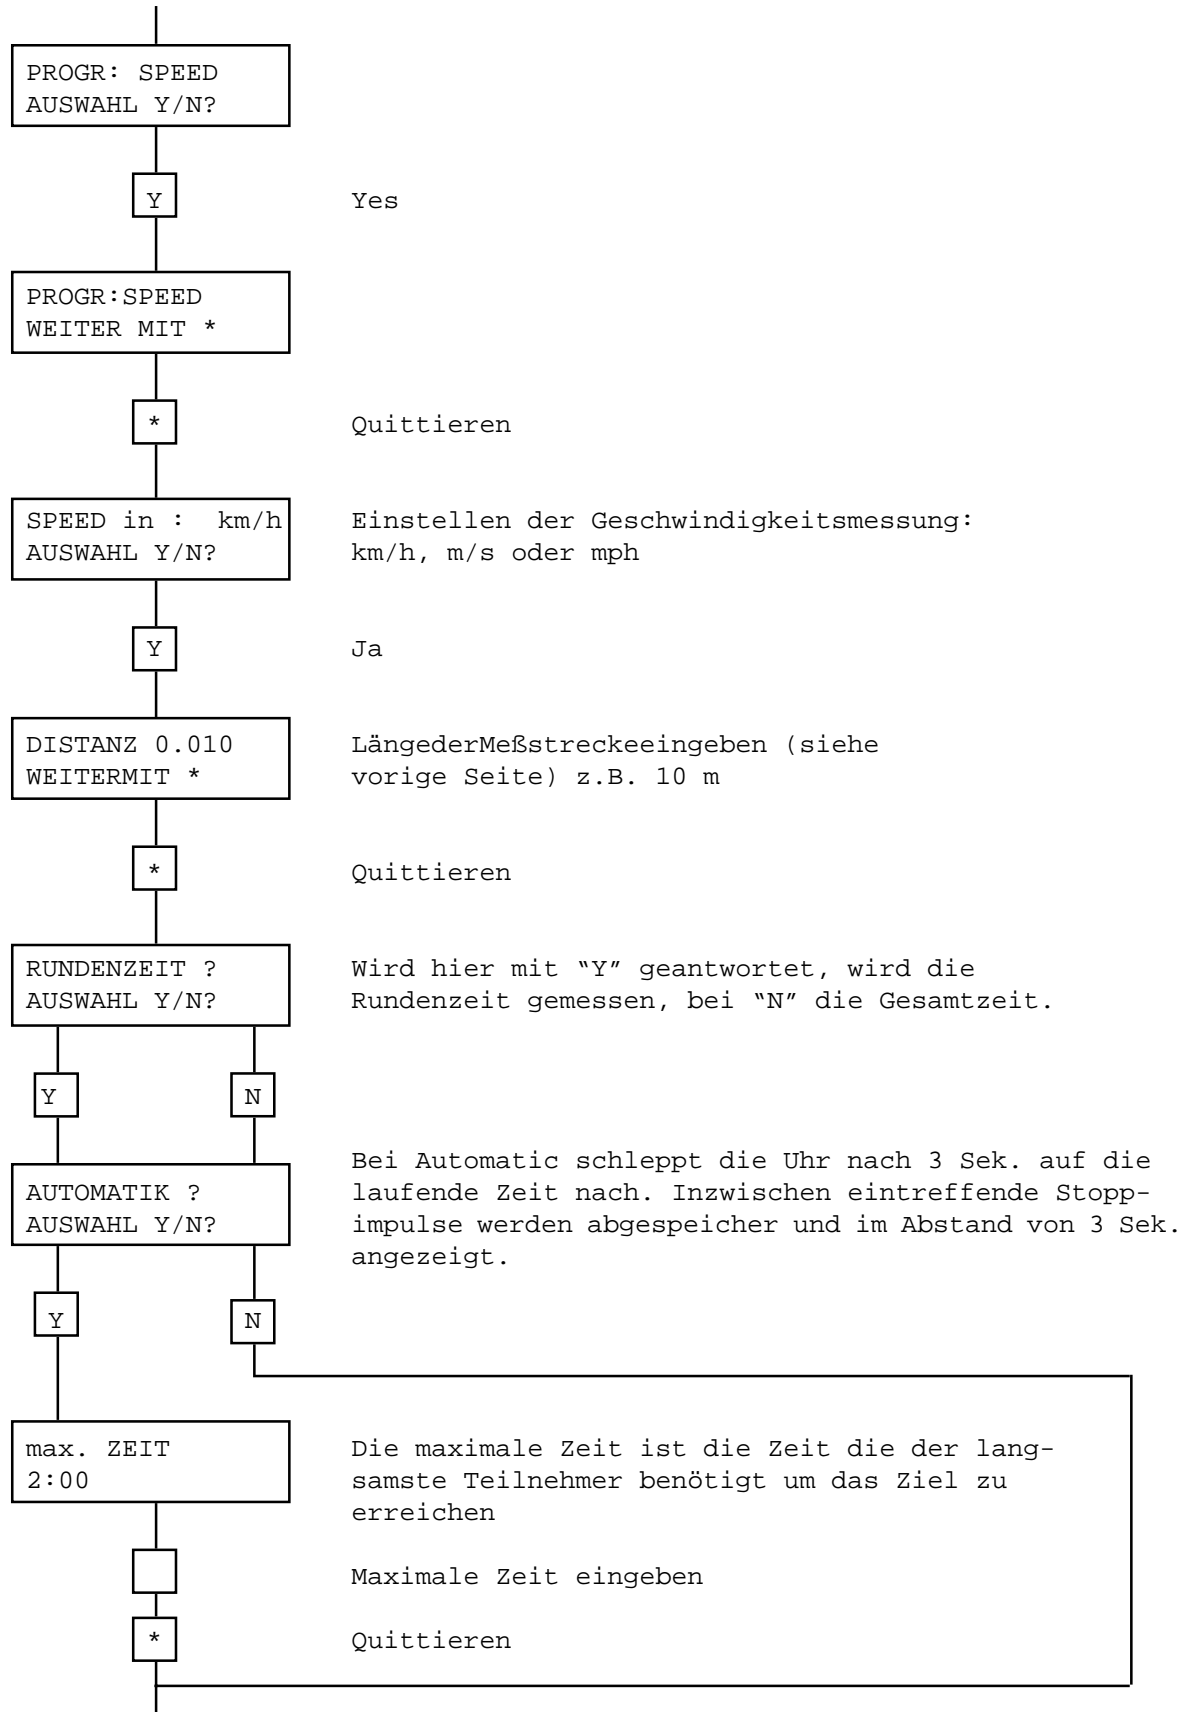 PROGR: SPEED
AUSWAHL Y/N?
Y
Yes
PROGR:SPEED
WEITER MIT *
*
Quittieren
SPEED in : km/h
AUSWAHL Y/N?
Einstellen der Geschwindigkeitsmessung:
km/h, m/s oder mph
Y
Ja
DISTANZ 0.010
WEITERMIT *
LängederMeßstreckeeingeben (siehe
vorige Seite) z.B. 10 m
*
Quittieren
RUNDENZEIT ?
AUSWAHL Y/N?
Wird hier mit “Y” geantwortet, wird die
Rundenzeit gemessen, bei “N” die Gesamtzeit.
Y
N
AUTOMATIK ?
AUSWAHL Y/N?
Bei Automatic schleppt die Uhr nach 3 Sek. auf die
laufende Zeit nach. Inzwischen eintreffende Stopp-
impulse werden abgespeicher und im Abstand von 3 Sek.
angezeigt.
Y
N
max. ZEIT
2:00
Die maximale Zeit ist die Zeit die der lang-
samste Teilnehmer benötigt um das Ziel zu
erreichen
Maximale Zeit eingeben
*
Quittieren